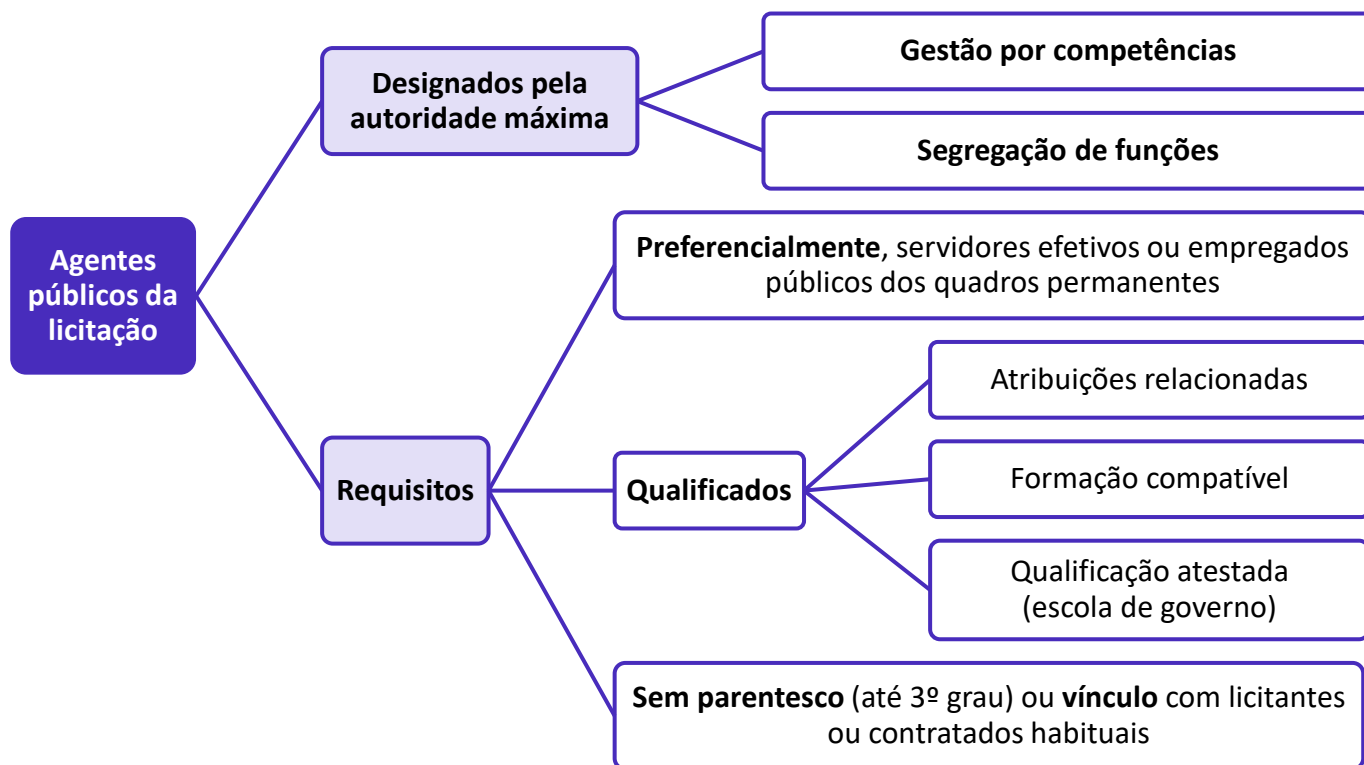 Agentes
públicos da
licitação
Designados pela
autoridade máxima
Gestão por competências
Segregação de funções
Requisitos
Preferencialmente, servidores efetivos ou empregados
públicos dos quadros permanentes
Qualificados
Atribuições relacionadas
Formação compatível
Qualificação atestada
(escola de governo)
Sem parentesco (até 3º grau) ou vínculo com licitantes
ou contratados habituais